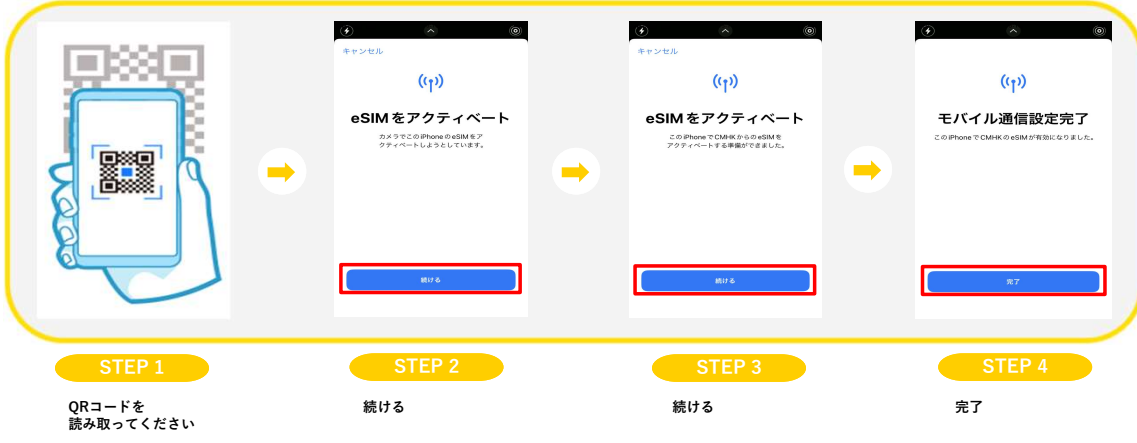 キャンセル
eSIMをアクティベート
カメラでこのiPhoneのeSIMをア
クティベートしようとしています。
続ける
キャンセル
eSIMをアクティベート
このiPhoneでCMHKからのeSIMを
アクティベートする準備ができました。
続ける
モバイル通信設定完了
このiPhoneでCMHKのeSIMが有効になりました。
完了
STEP 1
QRコードを
読み取ってください
STEP 2
続ける
STEP 3
続ける
STEP 4
完了